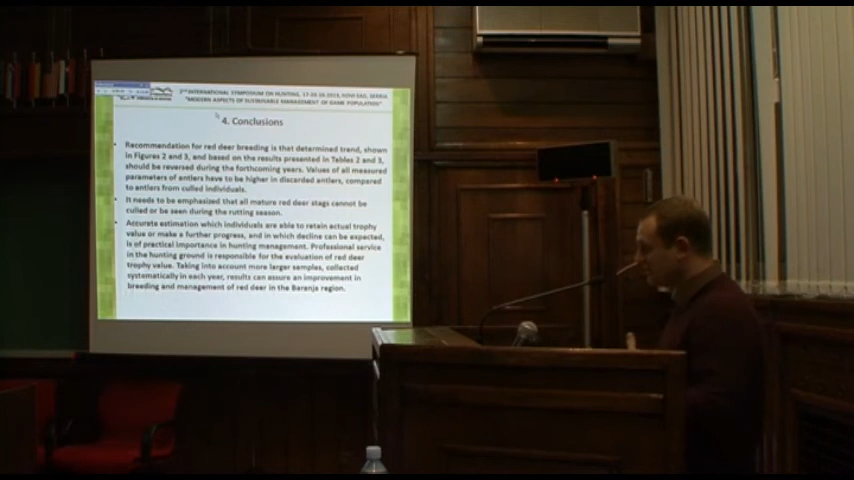 2ND INTERNATIONAL SYMPOSIUM ON HUNTING, 17-20.10.2013, NOVI SAD, SERBIA
"MODERN ASPECTS OF SUSTAINABLE MANAGEMENT OF GAME POPULATION"
4. Conclusions
• Recommendation for red deer breeding is that determined trend, shown
in Figures 2 and 3, and based on the results presented in Tables 2 and 3,
should be reversed during the forthcoming years. Values of all measured
parameters of antlers have to be higher in discarded antlers, compared
to antlers from culled individuals.
• It needs to be emphasized that all mature red deer stags cannot be
culled or be seen during the rutting season.
• Accurate estimation which individuals are able to retain actual trophy
value or make a further progress, and in which decline can be expected,
is of practical importance in hunting management. Professional service
in the hunting ground is responsible for the evaluation of red deer
trophy value. Taking into account more larger samples, collected
systematically in each year, results can assure an improvement in
breeding and management of red deer in the Baranja region.